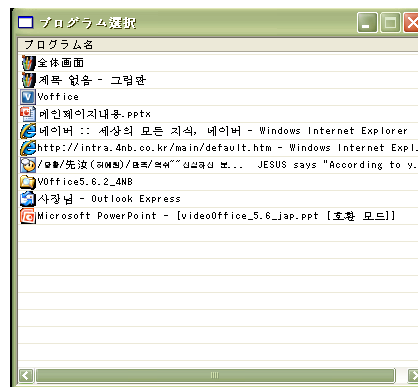 プログラム選択
プログラム名
全体画面
제목 없음 - 그림판
Voffice
메인페이지내용.pptx
네이버 :: 세상의 모든 지식, 네이버 - Windows Internet Explorer
http://intra.4nb.co.kr/main/default.htm - Windows Internet Expl.
JESUS says "According to y.
VOffice5.6.2_4NB
사장님 - Outlook Express
Microsoft PowerPoint - [videoOffice_5.6_jap.ppt [호환 모드]]